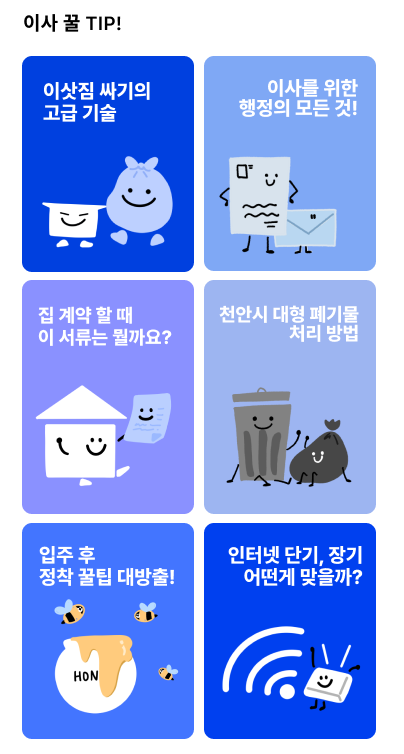 이사 꿀 TIP!
이삿짐 싸기의
고급 기술
이사를 위한
행정의 모든 것!
집 계약 할 때
이 서류는 뭘까요?
천안시 대형 폐기물
처리 방법
입주 후
정착 꿀팁 대방출!
HON
인터넷 단기, 장기
어떤게 맞을까?